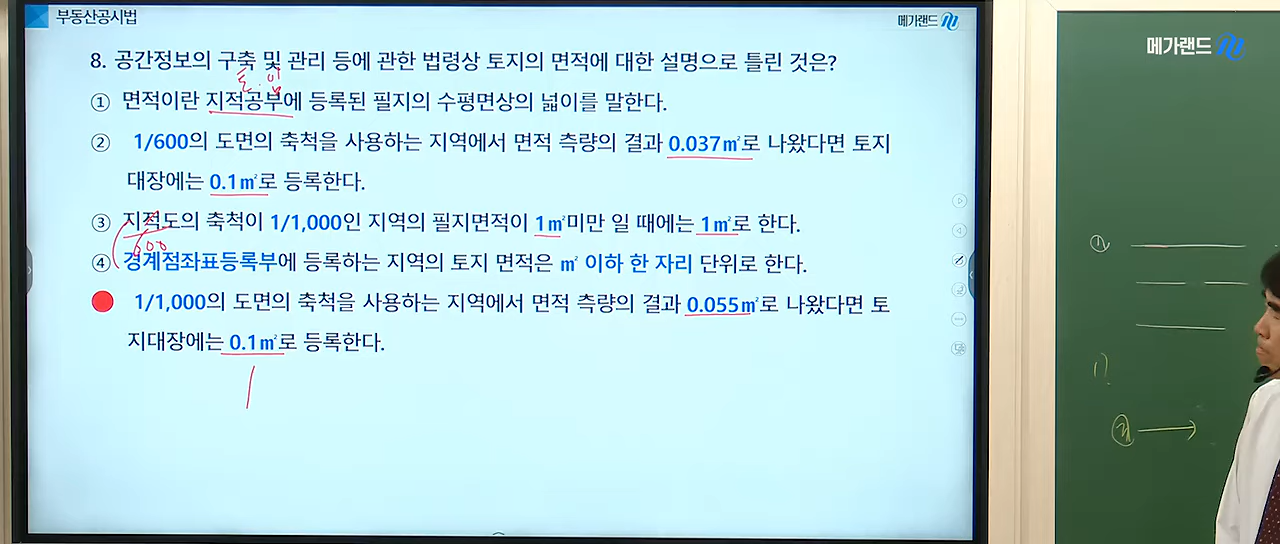 부동산공시법
메가랜드
메가랜드
8. 공간정보의 구축 및 관리 등에 관한 법령상 토지의 면적에 대한 설명으로 틀린 것은?
① 면적이란 지적공부에 등록된 필지의 수평면상의 넓이를 말한다.
② 1/600의 도면의 축척을 사용하는 지역에서 면적 측량의 결과 0.037㎡로 나왔다면 토지
대장에는 0.1㎡로 등록한다.
③ 지적도의 축척이 1/1,000인 지역의 필지면적이 1㎡미만 일 때에는 1㎡로 한다.
600
④ 경계점좌표등록부에 등록하는 지역의 토지 면적은 ㎡ 이하 한 자리 단위로 한다.
1/1,000의 도면의 축척을 사용하는 지역에서 면적 측량의 결과 0.055㎡로 나왔다면 토
지대장에는 0.1㎡로 등록한다.
1
①